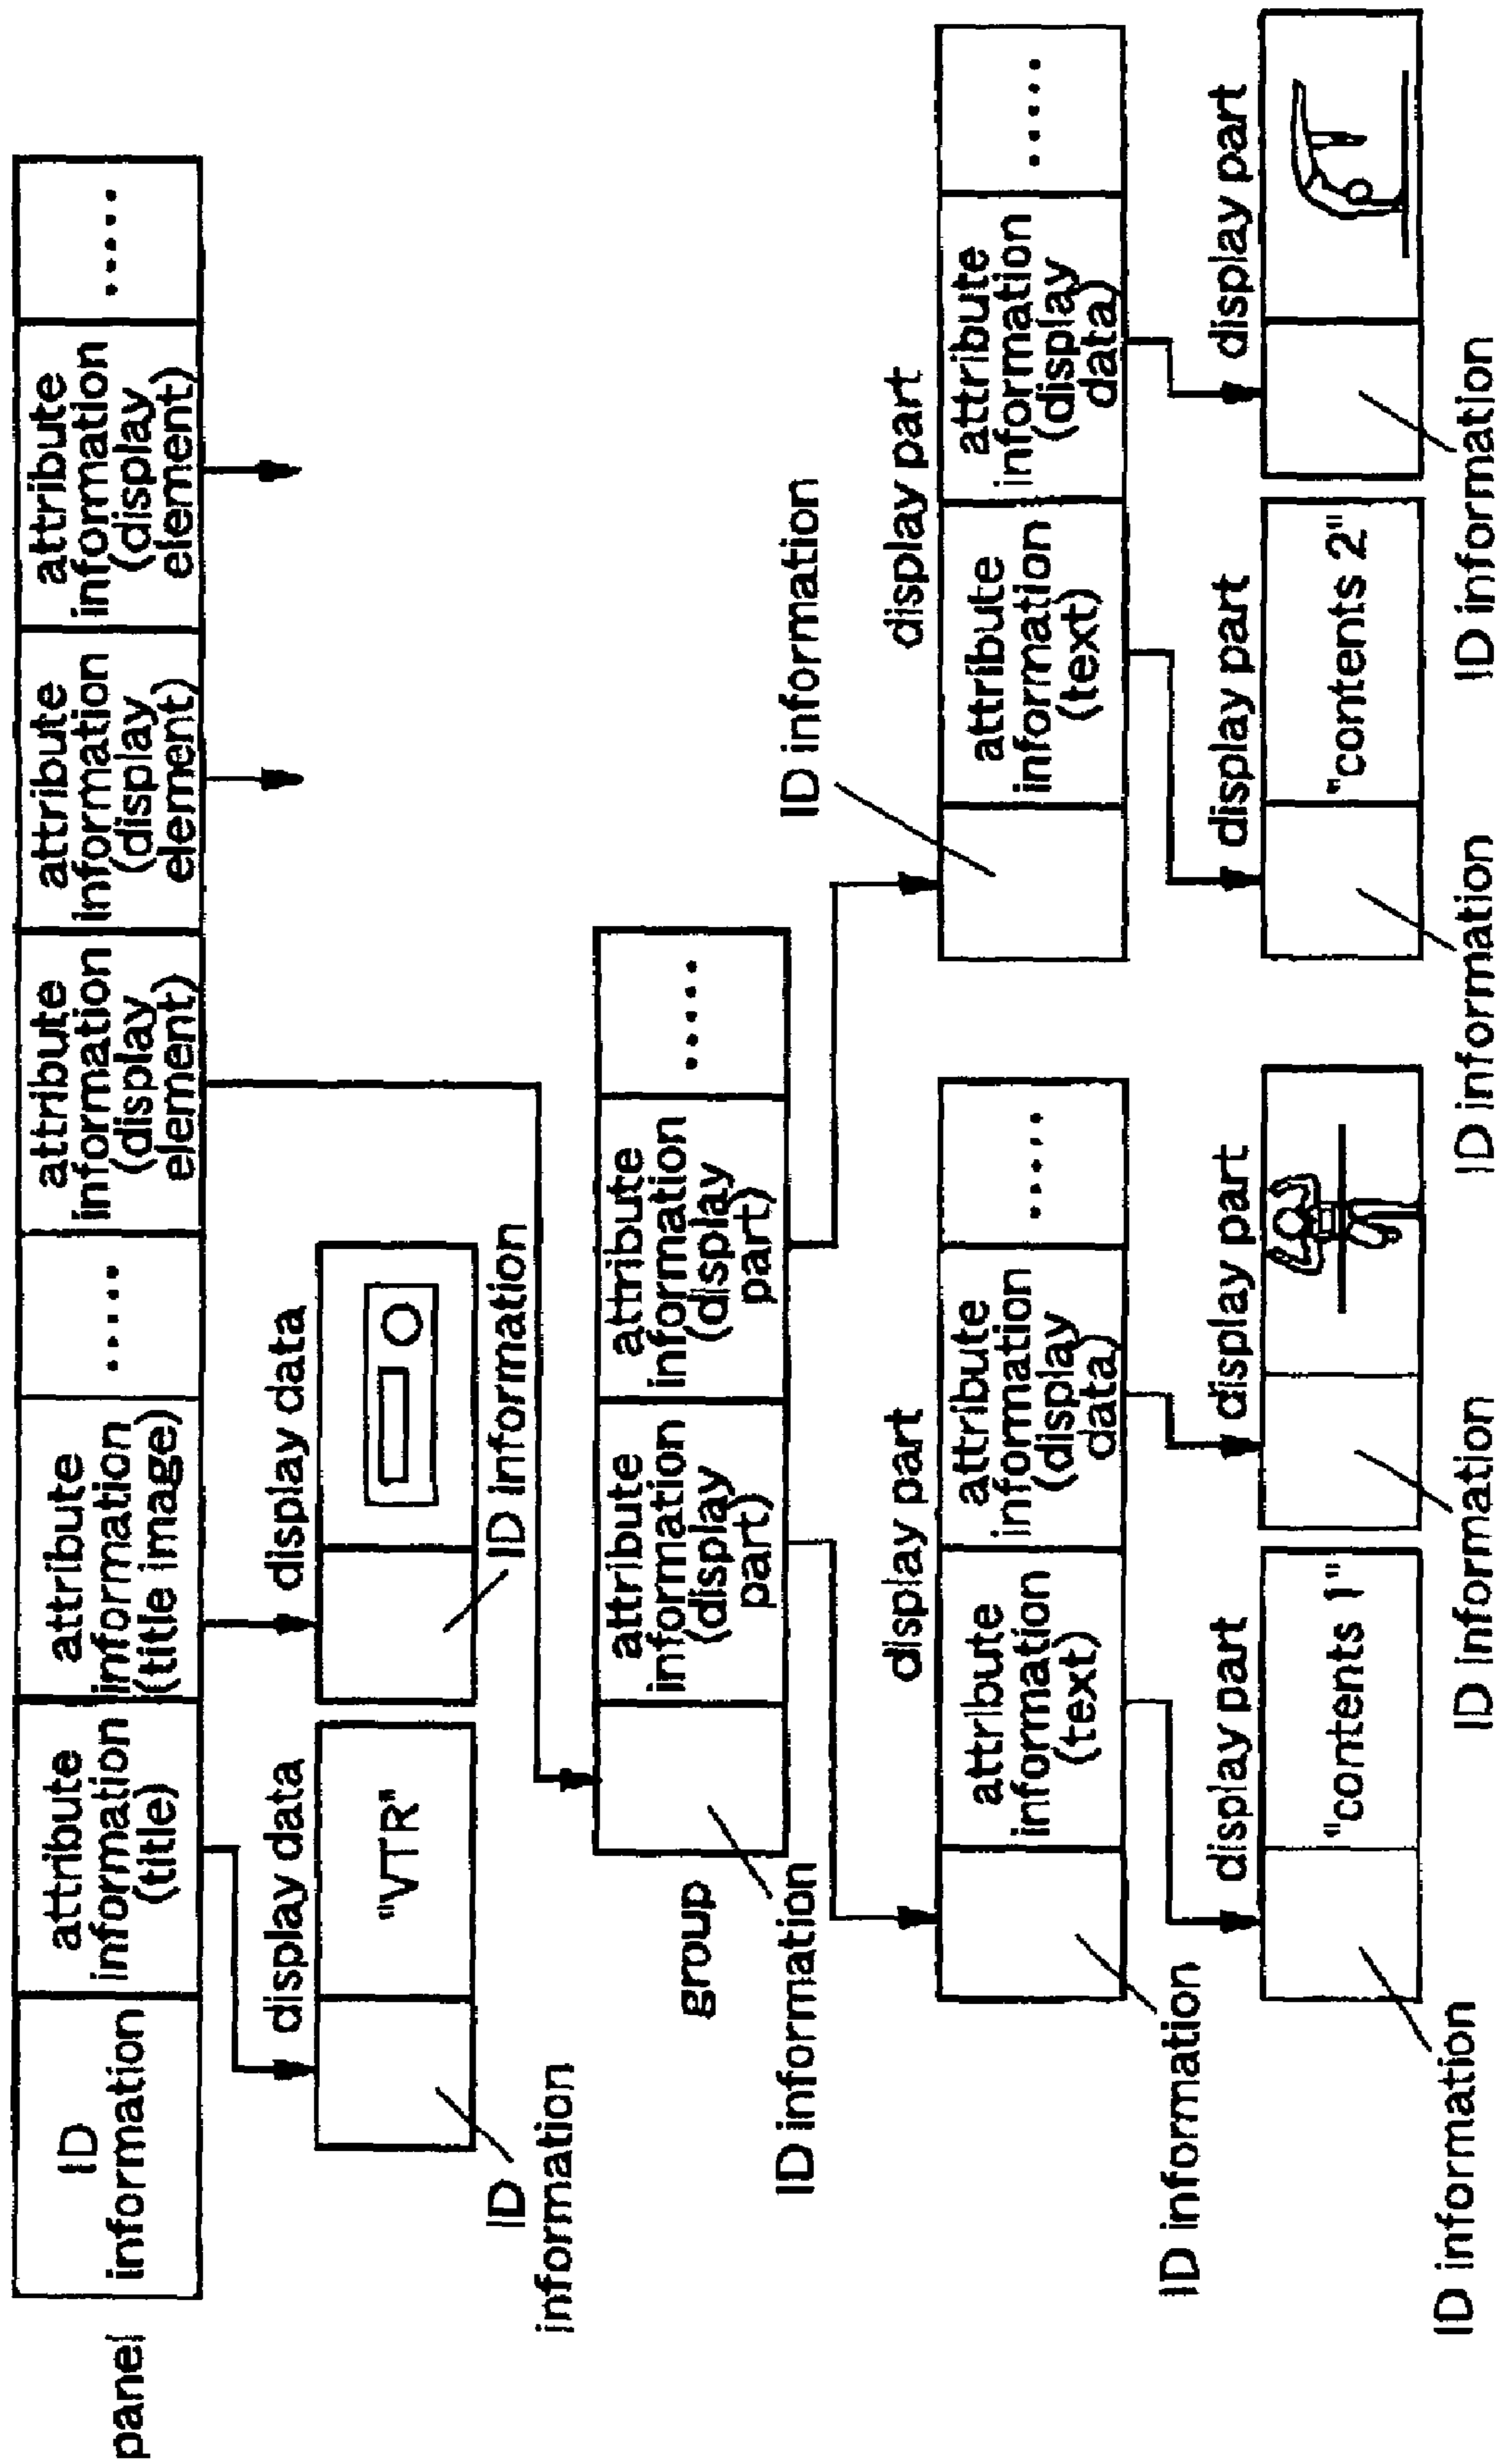 panel
ID
information
attribute
information
(title)
attribute
information
(title image)
.....
attribute
information
(display
element)
attribute
information
(display
element)
attribute
information
(display
element)
.....
display data
"VTR"
ID
information
display data
ID information
group
attribute
information
(display
part)
attribute
information
(display
part)
.....
ID information
ID information
display part
attribute
information
(text)
attribute
information
(display
data)
.....
ID information
display part
attribute
information
(text)
attribute
information
(display
data)
.....
display part
"contents 1"
ID information
display part
ID information
display part
"contents 2"
ID information
display part
ID information